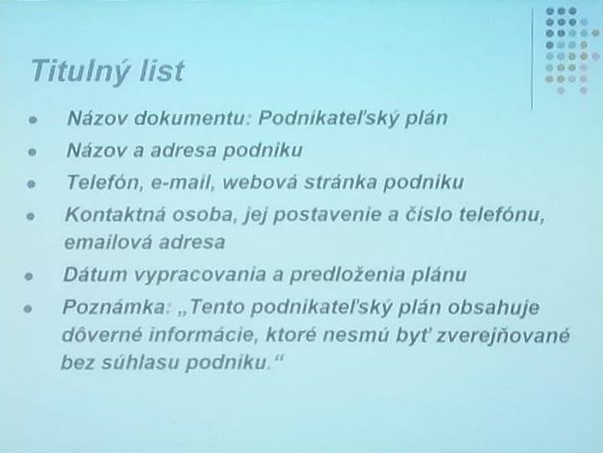 Titulný list
• Názov dokumentu: Podnikateľský plán
• Názov a adresa podniku
• Telefón, e-mail, webová stránka podniku
• Kontaktná osoba, jej postavenie a číslo telefónu,
emailová adresa
• Dátum vypracovania a predloženia plánu
• Poznámka: „Tento podnikateľský plán obsahuje
dôverné informácie, ktoré nesmú byť zverejňované
bez súhlasu podniku.“